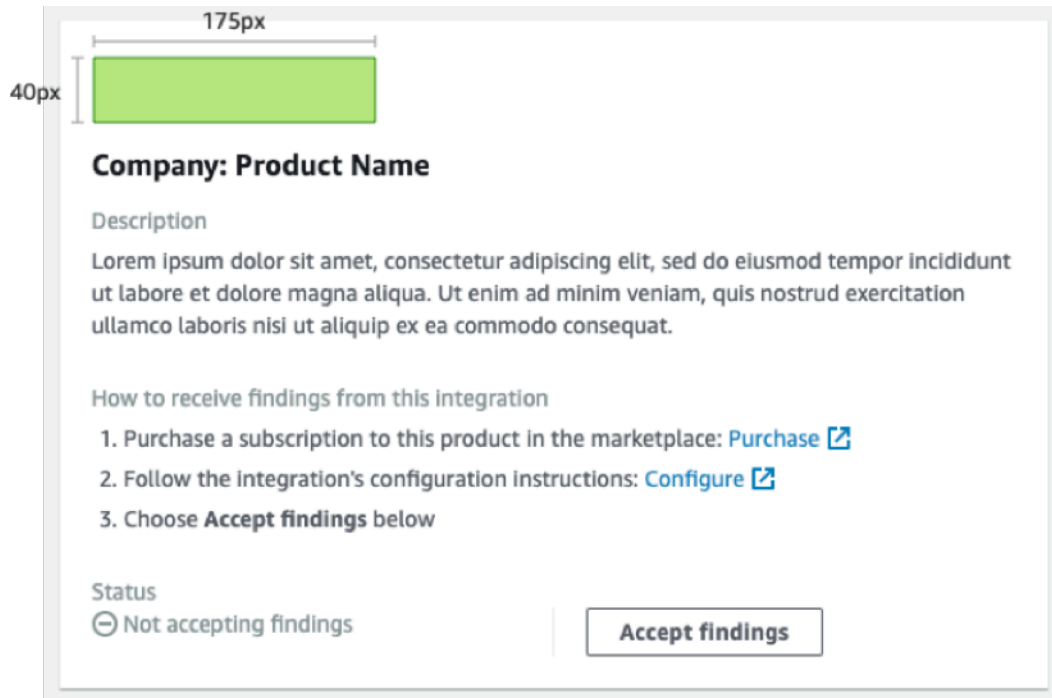 175px
40px
Company: Product Name
Description
Lorem ipsum dolor sit amet, consectetur adipiscing elit, sed do eiusmod tempor incididunt
ut labore et dolore magna aliqua. Ut enim ad minim veniam, quis nostrud exercitation
ullamco laboris nisi ut aliquip ex ea commodo consequat.
How to receive findings from this integration
1. Purchase a subscription to this product in the marketplace: Purchase
2. Follow the integration's configuration instructions: Configure
3. Choose Accept findings below
Status
Not accepting findings
Accept findings